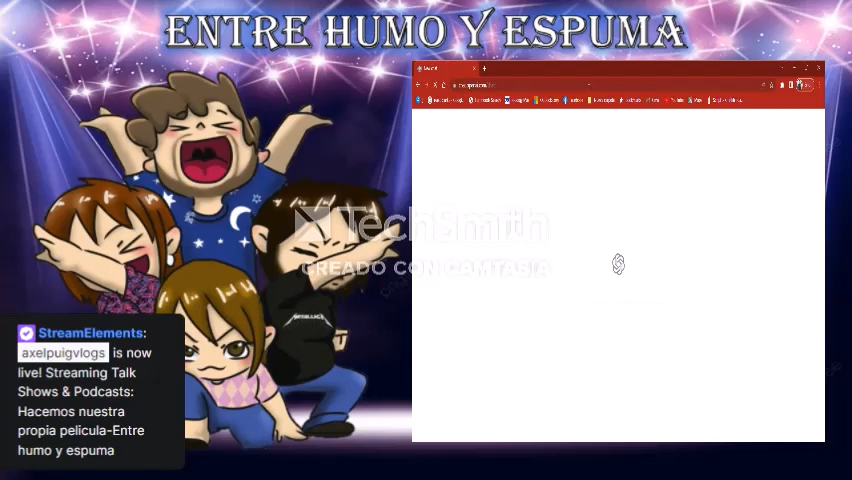 ENTRE HUMO Y ESPUMA
TechSmith
CREADO CON CAMTASIA
METALLICA
StreamElements:
axelpuigvlogs is now
live! Streaming Talk
Shows & Podcasts:
Hacemos nuestra
propia pelicula-Entre
humo y espuma